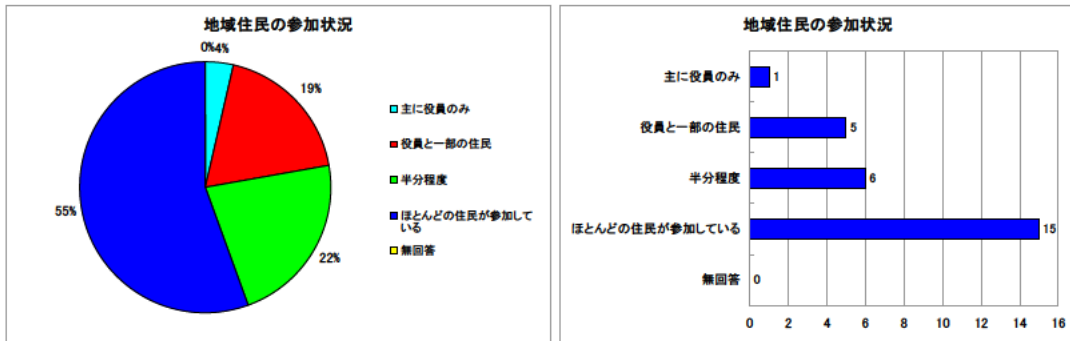 地域住民の参加状況
0%
4%
19%
22%
55%
主に役員のみ
役員と一部の住民
半分程度
ほとんどの住民が参加して
いる
無回答
地域住民の参加状況
主に役員のみ
1
役員と一部の住民
5
半分程度
6
ほとんどの住民が参加している
15
無回答
0
0 2 4 6 8 10 12 14 16